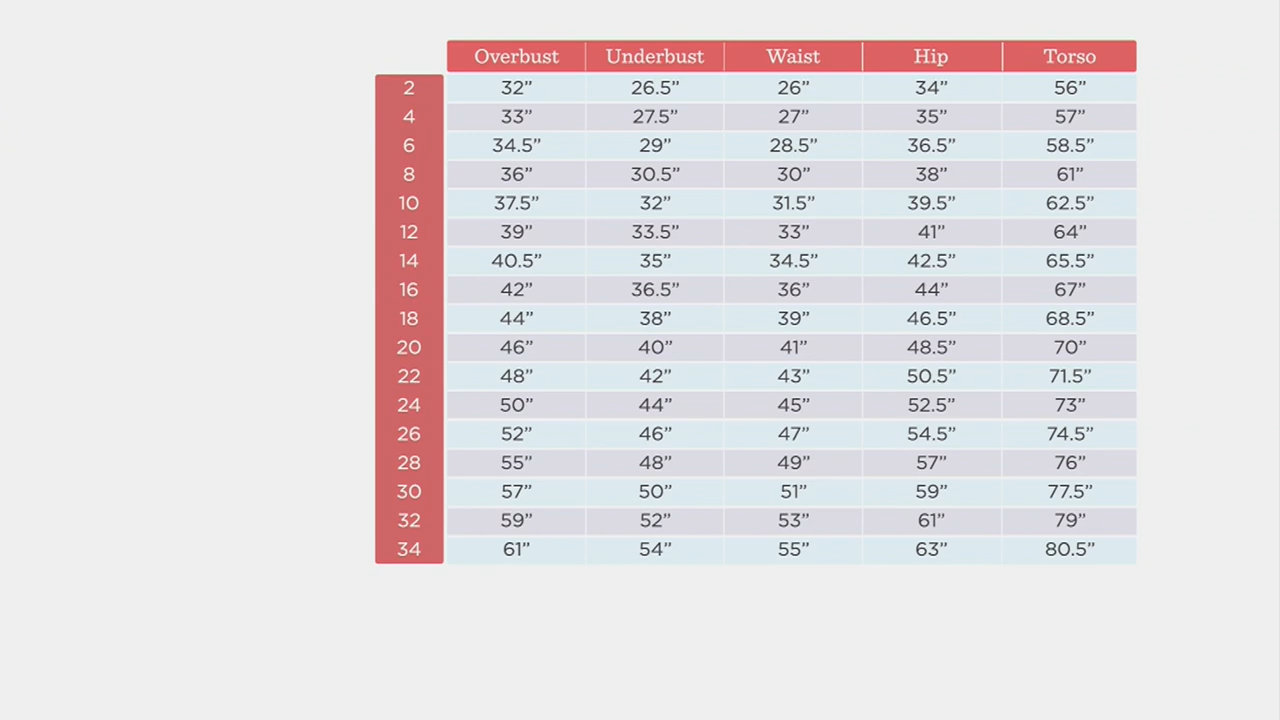 Overbust Underbust Waist Hip Torso
2 32” 26.5” 26” 34” 56”
4 33” 27.5” 27” 35” 57”
6 34.5” 29” 28.5” 36.5” 58.5”
8 36” 30.5” 30” 38” 61”
10 37.5” 32” 31.5” 39.5” 62.5”
12 39” 33.5” 33” 41” 64”
14 40.5” 35” 34.5” 42.5” 65.5”
16 42” 36.5” 36” 44” 67”
18 44” 38” 39” 46.5” 68.5”
20 46” 40” 41” 48.5” 70”
22 48” 42” 43” 50.5” 71.5”
24 50” 44” 45” 52.5” 73”
26 52” 46” 47” 54.5” 74.5”
28 55” 48” 49” 57” 76”
30 57” 50” 51” 59” 77.5”
32 59” 52” 53” 61” 79”
34 61” 54” 55” 63” 80.5”